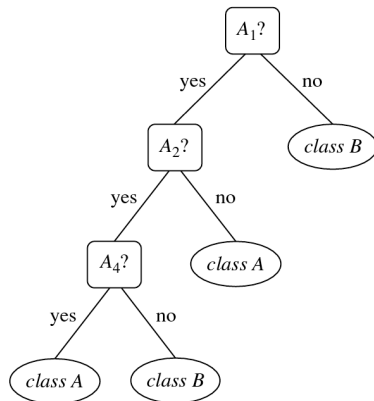 A₁?
yes
no
A₂?
class B
yes
no
A₄?
class A
yes
no
class A
class B